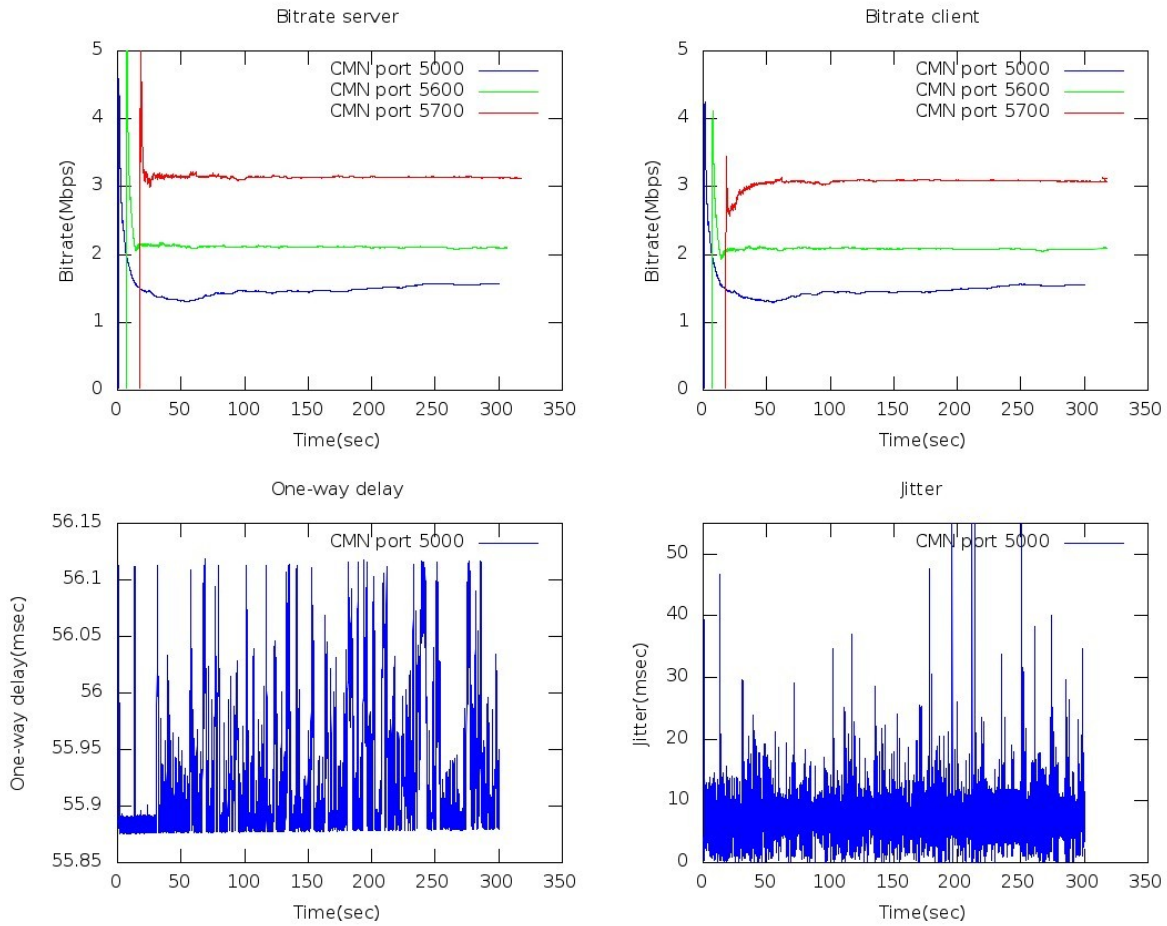 Bitrate server
5
4
3
2
1
0
Bitrate(Mbps)
CMN port 5000
CMN port 5600
CMN port 5700
0 50 100 150 200 250 300 350
Time(sec)
Bitrate client
5
4
3
2
1
0
Bitrate(Mbps)
CMN port 5000
CMN port 5600
CMN port 5700
0 50 100 150 200 250 300 350
Time(sec)
One-way delay
56.15
56.1
56.05
56
55.95
55.9
55.85
One-way delay(msec)
CMN port 5000
0 50 100 150 200 250 300 350
Time(sec)
Jitter
50
40
30
20
10
0
Jitter(msec)
CMN port 5000
0 50 100 150 200 250 300 350
Time(sec)